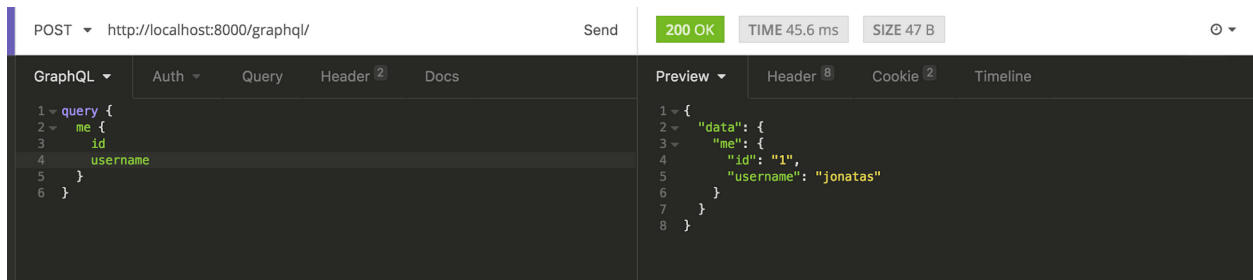 POST http://localhost:8000/graphql/ Send 200 OK TIME 45.6 ms SIZE 47 B
GraphQL Auth Query Header 2 Docs
1 query {
2 me {
3 id
4 username
5 }
6 }
Preview Header 8 Cookie 2 Timeline
1 {
2 "data": {
3 "me": {
4 "id": "1",
5 "username": "jonatas"
6 }
7 }
8 }